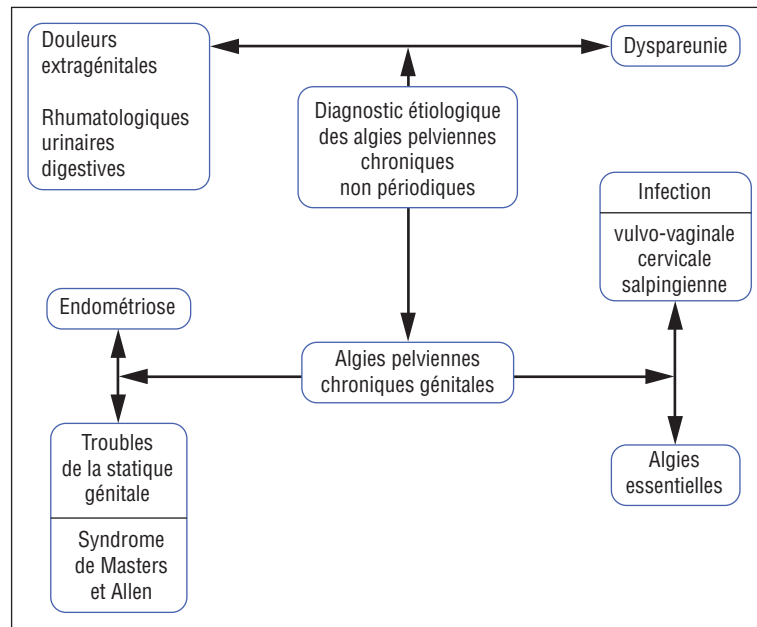 Douleurs
extragénitales
Rhumatologiques
urinaires
digestives
Dyspareunie
Diagnostic étiologique
des algies pelviennes
chroniques
non périodiques
Infection
vulvo-vaginale
cervicale
salpingienne
Endométriose
Algies pelviennes
chroniques génitales
Troubles
de la statique
génitale
Syndrome
de Masters
et Allen
Algies
essentielles